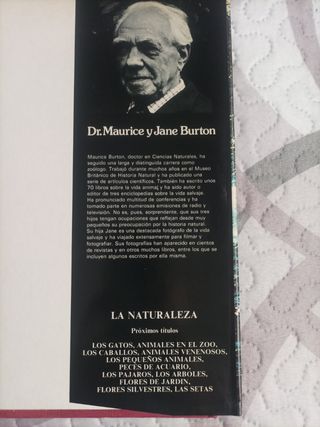 Dr. Maurice y Jane Burton
Maurice Burton, doctor en Ciencias Naturales, ha
seguido una larga y distinguida carrera como
zoólogo. Trabajó durante muchos años en el Museo
Británico de Historia Natural y ha publicado una
serie de artículos científicos. También ha escrito unos
70 libros sobre la vida animal, y ha sido autor o
editor de tres enciclopedias sobre la vida salvaje.
Ha pronunciado multitud de conferencias y ha
tomado parte en numerosas emisiones de radio y
televisión. No es, pues, sorprendente, que sus tres
hijos tengan ocupaciones que reflejan desde muy
pequeños su preocupación por la historia natural.
Su hija Jane es una destacada fotógrafo de la vida
salvaje y ha viajado extensamente para filmar y
fotografiar. Sus fotografías han aparecido en cientos
de revistas y en otros muchos libros, entre los que se
incluyen algunos escritos por ella misma.
LA NATURALEZA
Próximos títulos
LOS GATOS, ANIMALES EN EL ZOO,
LOS CABALLOS, ANIMALES VENENOSOS,
LOS PEQUEÑOS ANIMALES,
PECES DE ACUARIO,
LOS PAJAROS, LOS ARBOLES,
FLORES DE JARDIN,
FLORES SILVESTRES, LAS SETAS